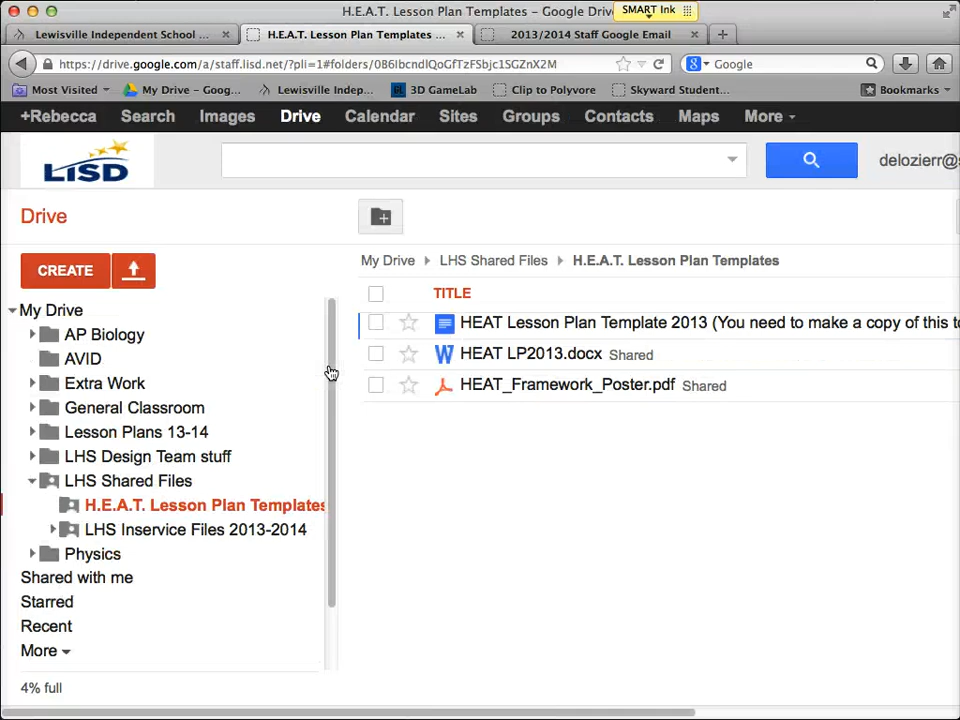 H.E.A.T. Lesson Plan Templates - Google Driv
SMART Ink
Lewisville Independent School ...
H.E.A.T. Lesson Plan Templates ...
2013/2014 Staff Google Email
https://drive.google.com/a/staff.lisd.net/?pli=1#folders/0B6lbcndlQoGfTzFSbjc1SGZnX2M
Google
Most Visited
My Drive – Goog...
Lewisville Indep...
3D GameLab
Clip to Polyvore
Skyward Student...
Bookmarks
+Rebecca Search Images Drive Calendar Sites Groups Contacts Maps More
LISD
delozierr@s
Drive
CREATE
My Drive
AP Biology
AVID
Extra Work
General Classroom
Lesson Plans 13-14
LHS Design Team stuff
LHS Shared Files
H.E.A.T. Lesson Plan Templates
LHS Inservice Files 2013-2014
Physics
Shared with me
Starred
Recent
More
4% full
My Drive LHS Shared Files H.E.A.T. Lesson Plan Templates
TITLE
HEAT Lesson Plan Template 2013 (You need to make a copy of this to
HEAT LP2013.docx Shared
HEAT_Framework_Poster.pdf Shared